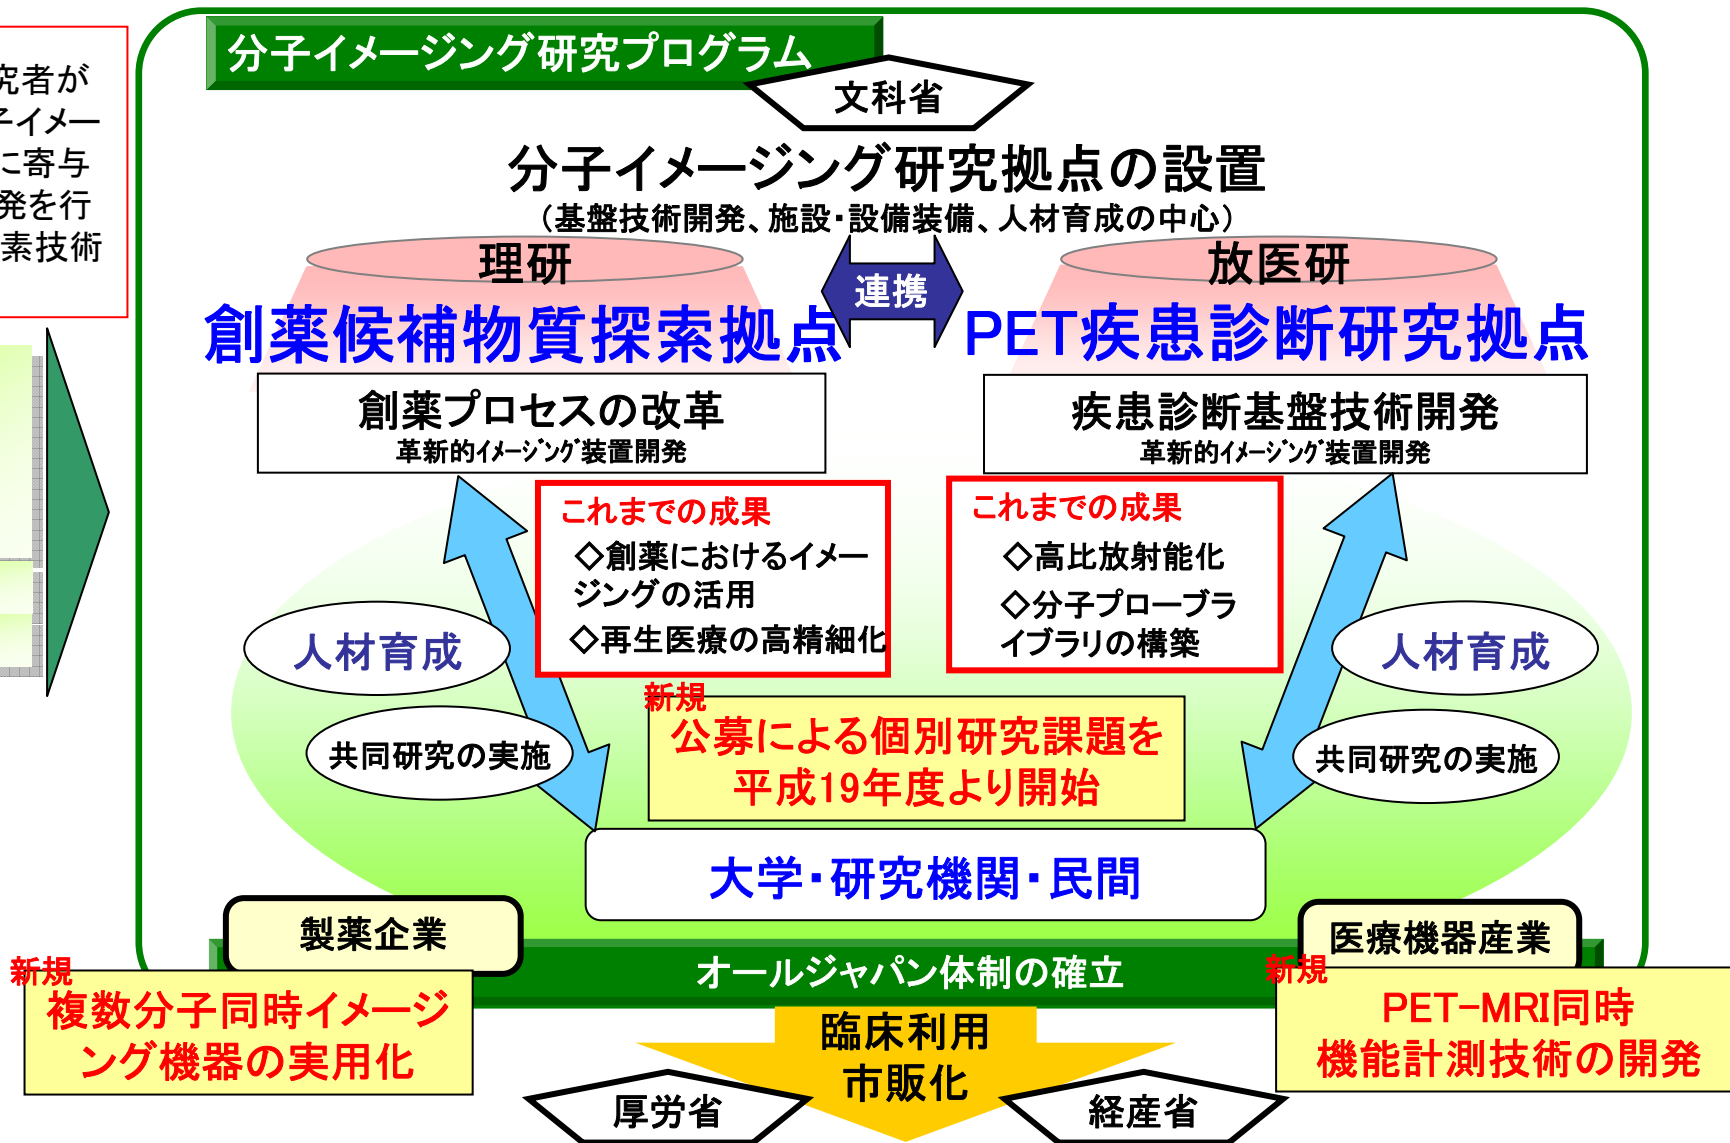 分子イメージング研究プログラム
文科省
究者が
子イメー
に寄与
発を行
素技術
分子イメージング研究拠点の設置
(基盤技術開発、施設・設備装備、人材育成の中心)
理研
連携
放医研
創薬候補物質探索拠点
PET疾患診断研究拠点
創薬プロセスの改革
革新的ｲﾒｰｼﾞﾝｸﾞ装置開発
疾患診断基盤技術開発
革新的ｲﾒｰｼﾞﾝｸﾞ装置開発
これまでの成果
◇創薬におけるイメー
ジングの活用
◇再生医療の高精細化
これまでの成果
◇高比放射能化
◇分子プローブラ
イブラリの構築
人材育成
共同研究の実施
人材育成
共同研究の実施
新規
公募による個別研究課題を
平成19年度より開始
大学・研究機関・民間
製薬企業
医療機器産業
オールジャパン体制の確立
新規
複数分子同時イメージ
ング機器の実用化
新規
PET-MRI同時
機能計測技術の開発
臨床利用
市販化
厚労省
経産省